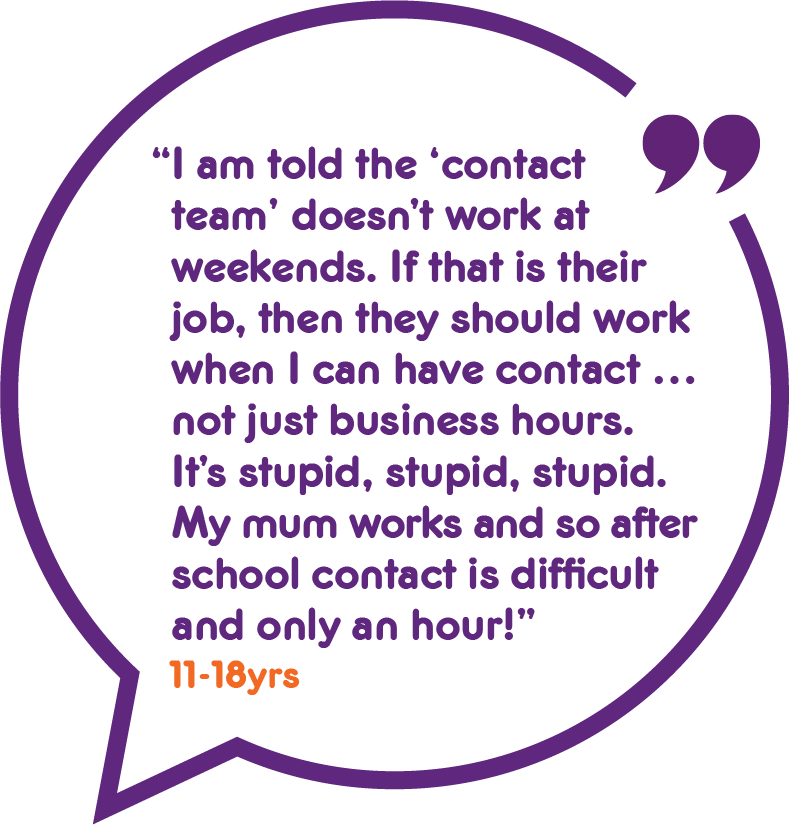 “I am told the ‘contact
team’ doesn’t work at
weekends. If that is their
job, then they should work
when I can have contact ...
not just business hours.
It’s stupid, stupid, stupid.
My mum works and so after
school contact is difficult
and only an hour!”
11-18yrs